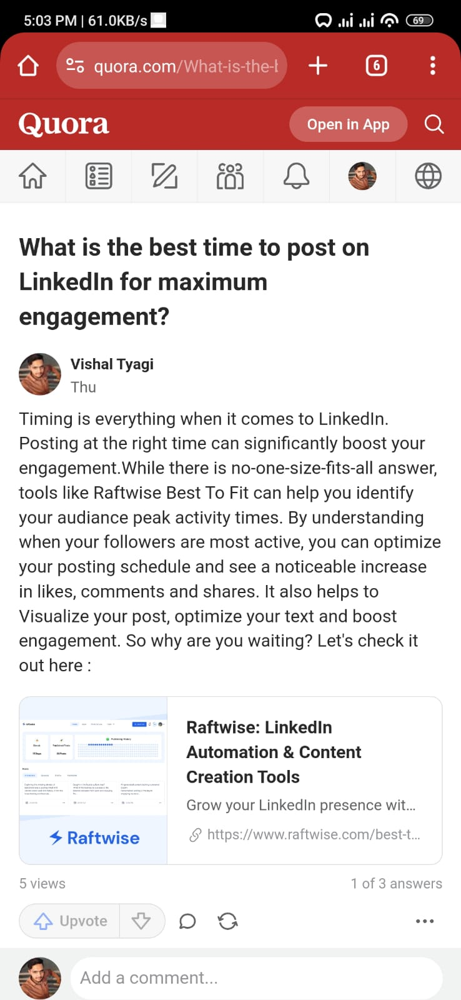 5:03 PM | 61.0KB/s
69
quora.com/What-is-the-b
6
Quora
Open in App
What is the best time to post on
LinkedIn for maximum
engagement?
Vishal Tyagi
Thu
Timing is everything when it comes to LinkedIn.
Posting at the right time can significantly boost your
engagement.While there is no-one-size-fits-all answer,
tools like Raftwise Best To Fit can help you identify
your audiance peak activity times. By understanding
when your followers are most active, you can optimize
your posting schedule and see a noticeable increase
in likes, comments and shares. It also helps to
Visualize your post, optimize your text and boost
engagement. So why are you waiting? Let's check it
out here :
Publishing History
Raftwise
Raftwise: LinkedIn
Automation & Content
Creation Tools
Grow your LinkedIn presence wit...
https://www.raftwise.com/best-t...
5 views
1 of 3 answers
Upvote
Add a comment...